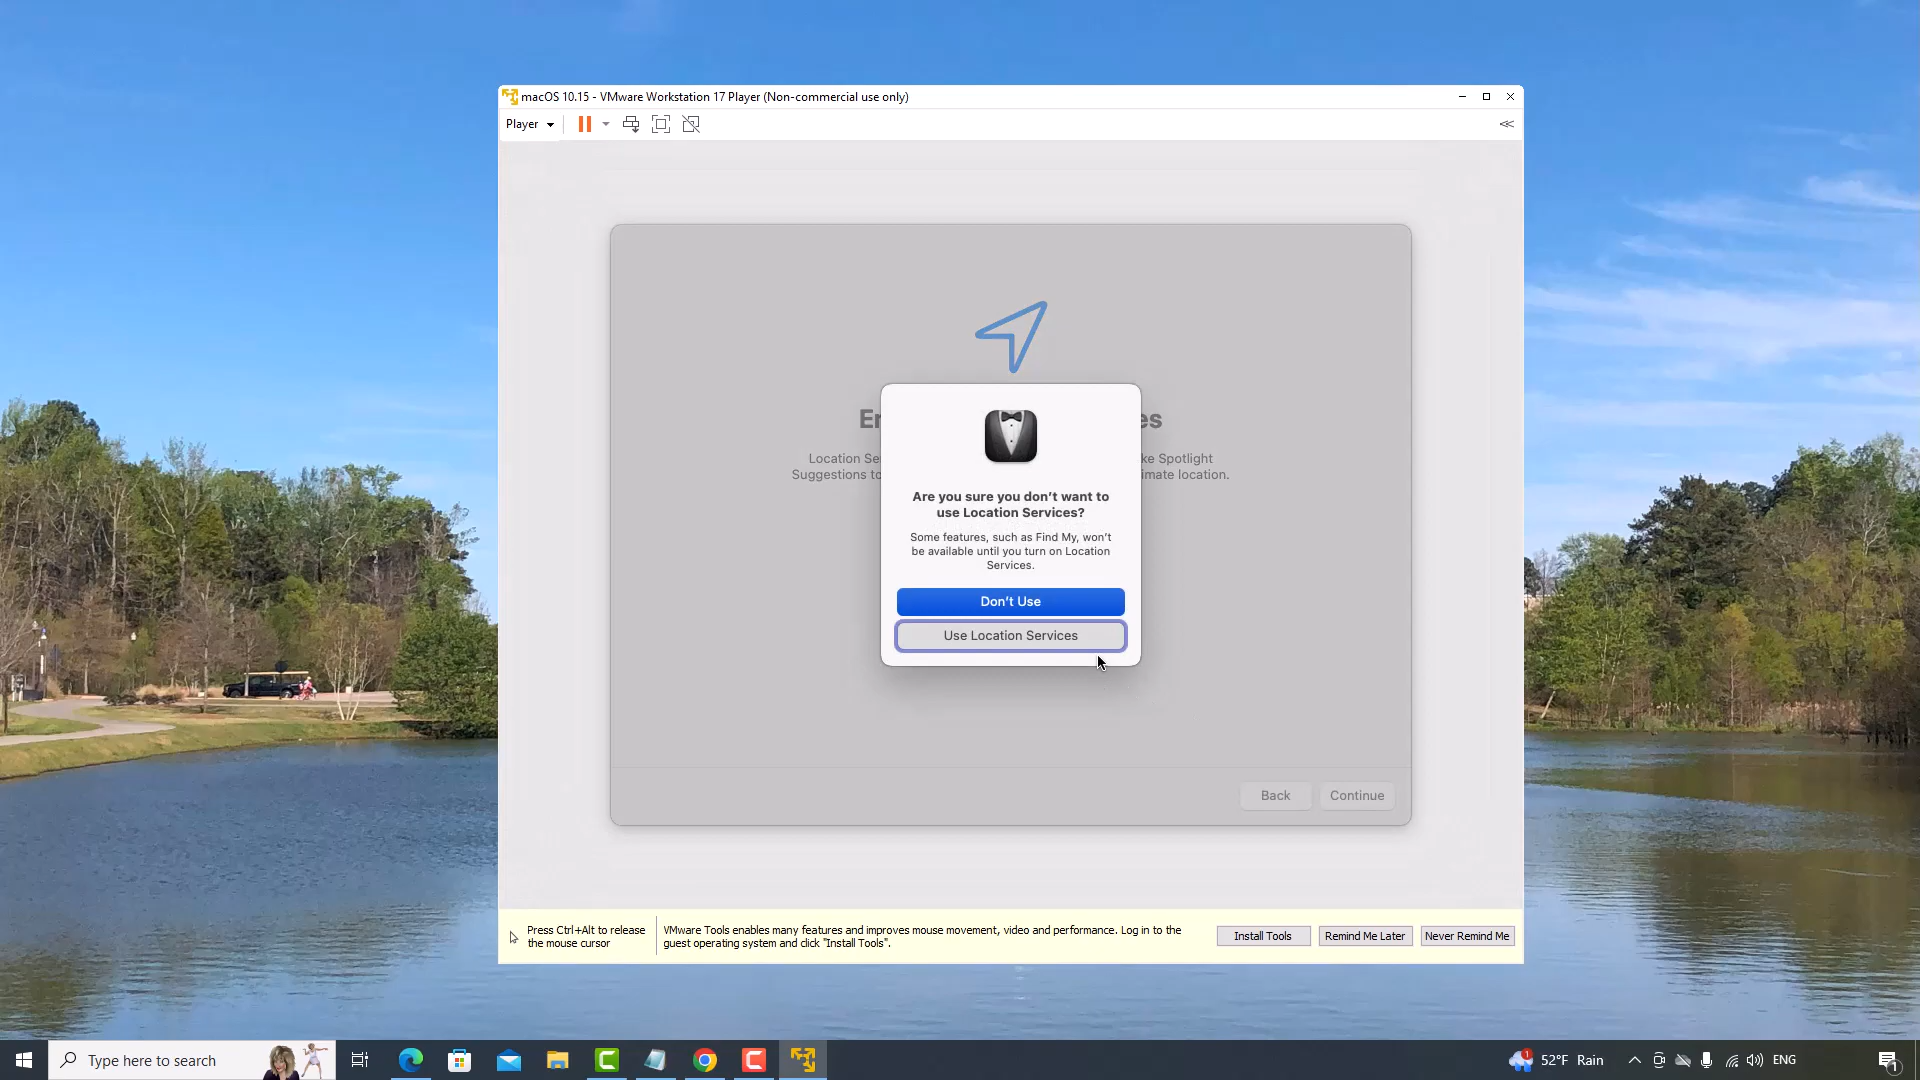 macOS 10.15 - VMware Workstation 17 Player (Non-commercial use only)
Player
es
Location Se
ke Spotlight
Suggestions to
imate location.
Are you sure you don't want to
use Location Services?
Some features, such as Find My, won't
be available until you turn on Location
Services.
Don't Use
Use Location Services
Back
Continue
Press Ctrl+Alt to release
the mouse cursor
VMware Tools enables many features and improves mouse movement, video and performance. Log in to the
guest operating system and click "Install Tools".
Install Tools
Remind Me Later
Never Remind Me
Type here to search
52°F Rain
ENG